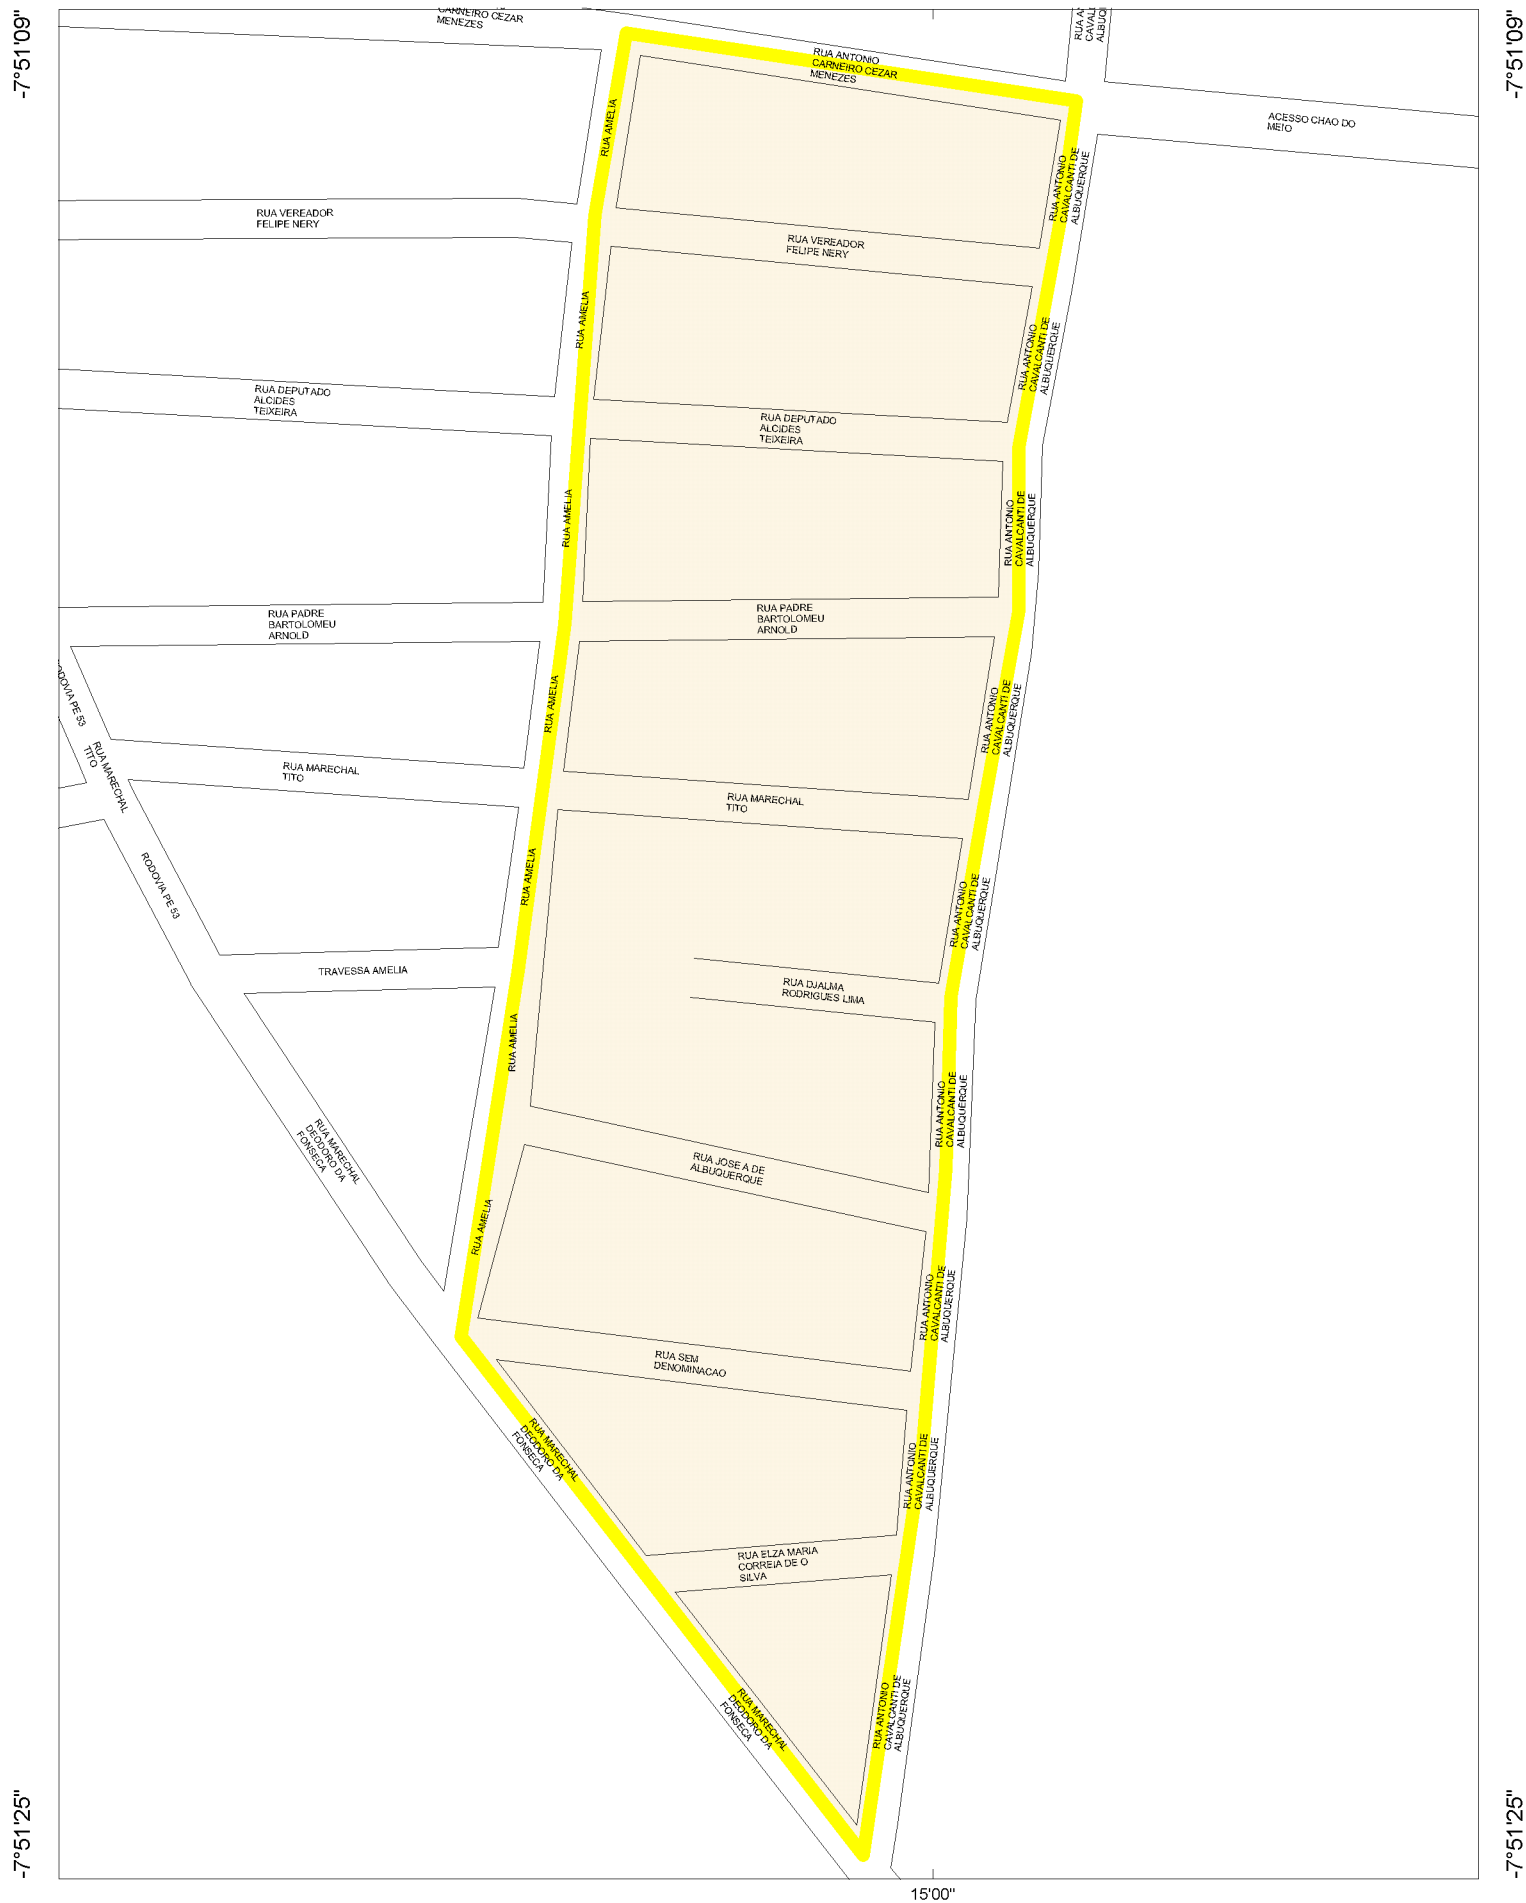 CARNEIRO CEZAR
MENEZES
-7°51'09"
-7°51'09"
RUA ANTONIO
CARNEIRO CEZAR
MENEZES
ACESSO CHAO DO
MEIO
RUA AMELIA
RUA ANTONIO
CAVALCANTI DE
ALBUQUERQUE
RUA VEREADOR
FELIPE NERY
RUA VEREADOR
FELIPE NERY
RUA AMELIA
RUA ANTONIO
CAVALCANTI DE
ALBUQUERQUE
RUA DEPUTADO
ALCIDES
TEIXEIRA
RUA DEPUTADO
ALCIDES
TEIXEIRA
RUA AMELIA
RUA ANTONIO
CAVALCANTI DE
ALBUQUERQUE
RUA PADRE
BARTOLOMEU
ARNOLD
RUA PADRE
BARTOLOMEU
ARNOLD
ODOVIA PE 53
RUA AMELIA
RUA ANTONIO
CAVALCANTI DE
ALBUQUERQUE
RUA MARECHAL
TITO
RUA MARECHAL
TITO
RUA MARECHAL
TITO
RODOVIA PE 53
RUA AMELIA
RUA ANTONIO
CAVALCANTI DE
ALBUQUERQUE
TRAVESSA AMELIA
RUA DJALMA
RODRIGUES LIMA
RUA AMELIA
RUA ANTONIO
CAVALCANTI DE
ALBUQUERQUE
RUA MARECHAL
DEODORO DA
FONSECA
RUA JOSE A DE
ALBUQUERQUE
RUA AMELIA
RUA ANTONIO
CAVALCANTI DE
ALBUQUERQUE
RUA SEM
DENOMINACAO
RUA MARECHAL
DEODORO DA
FONSECA
RUA ANTONIO
CAVALCANTI DE
ALBUQUERQUE
RUA ELZA MARIA
CORREIA DE O
SILVA
RUA MARECHAL
DEODORO DA
FONSECA
RUA ANTONIO
CAVALCANTI DE
ALBUQUERQUE
-7°51'25"
-7°51'25"
15'00"